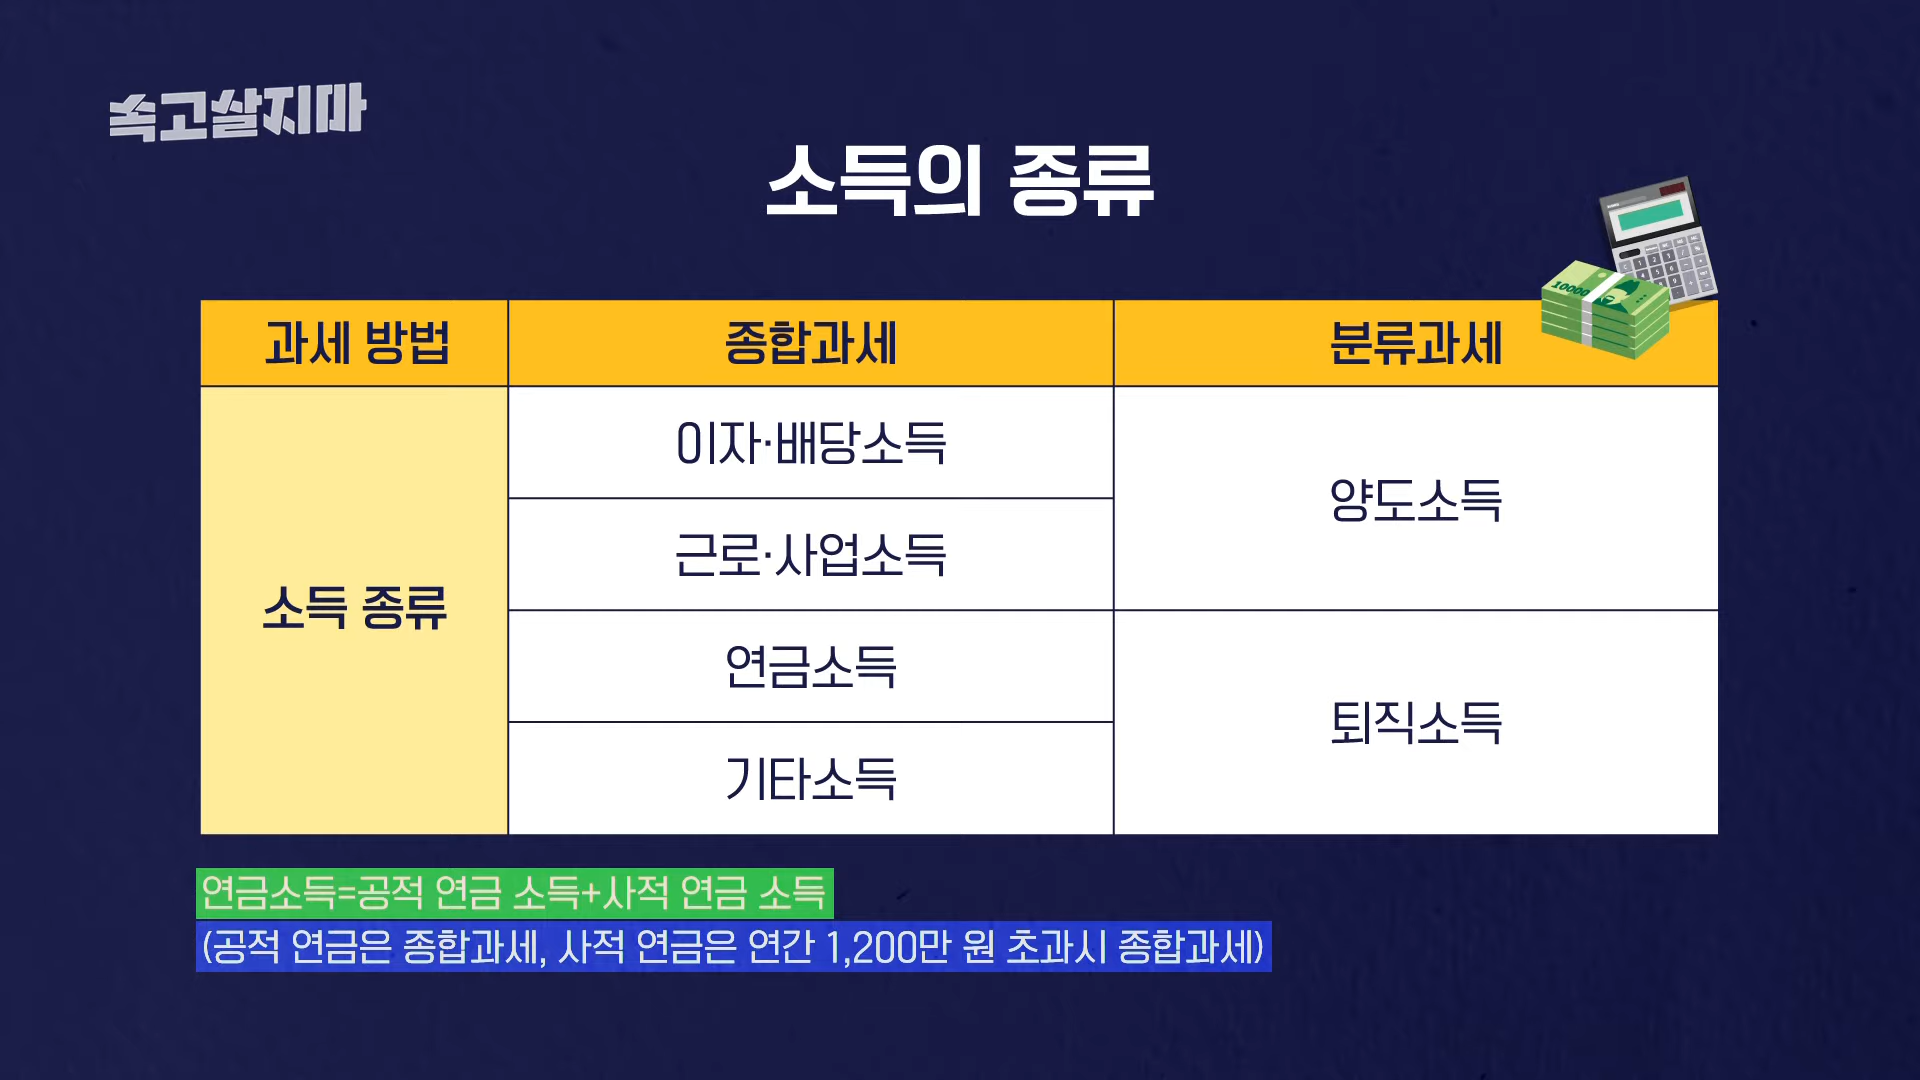 속고살지마
소득의 종류
10000
과세 방법 종합과세 분류과세
이자·배당소득
양도소득
근로·사업소득
소득 종류
연금소득
퇴직소득
기타소득
연금소득=공적 연금 소득+사적 연금 소득
(공적 연금은 종합과세, 사적 연금은 연간 1,200만 원 초과시 종합과세)